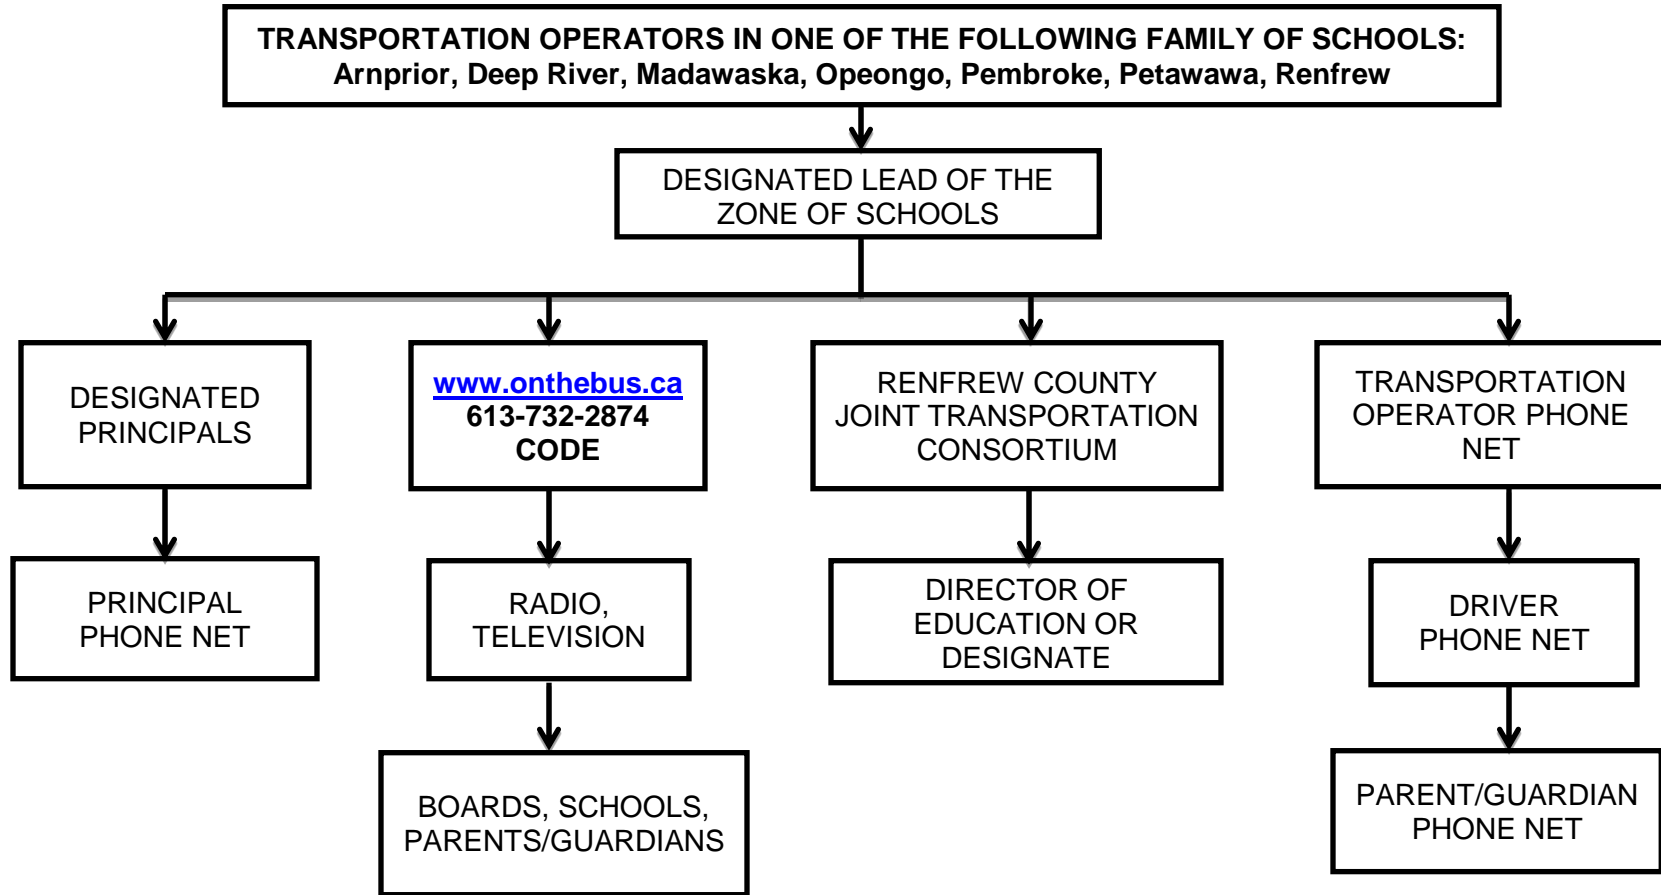 TRANSPORTATION OPERATORS IN ONE OF THE FOLLOWING FAMILY OF SCHOOLS:
Arnprior, Deep River, Madawaska, Opeongo, Pembroke, Petawawa, Renfrew
DESIGNATED LEAD OF THE
ZONE OF SCHOOLS
DESIGNATED
PRINCIPALS
www.onthebus.ca
613-732-2874
CODE
RENFREW COUNTY
JOINT TRANSPORTATION
CONSORTIUM
TRANSPORTATION
OPERATOR PHONE
NET
PRINCIPAL
PHONE NET
RADIO,
TELEVISION
DIRECTOR OF
EDUCATION OR
DESIGNATE
DRIVER
PHONE NET
BOARDS, SCHOOLS,
PARENTS/GUARDIANS
PARENT/GUARDIAN
PHONE NET